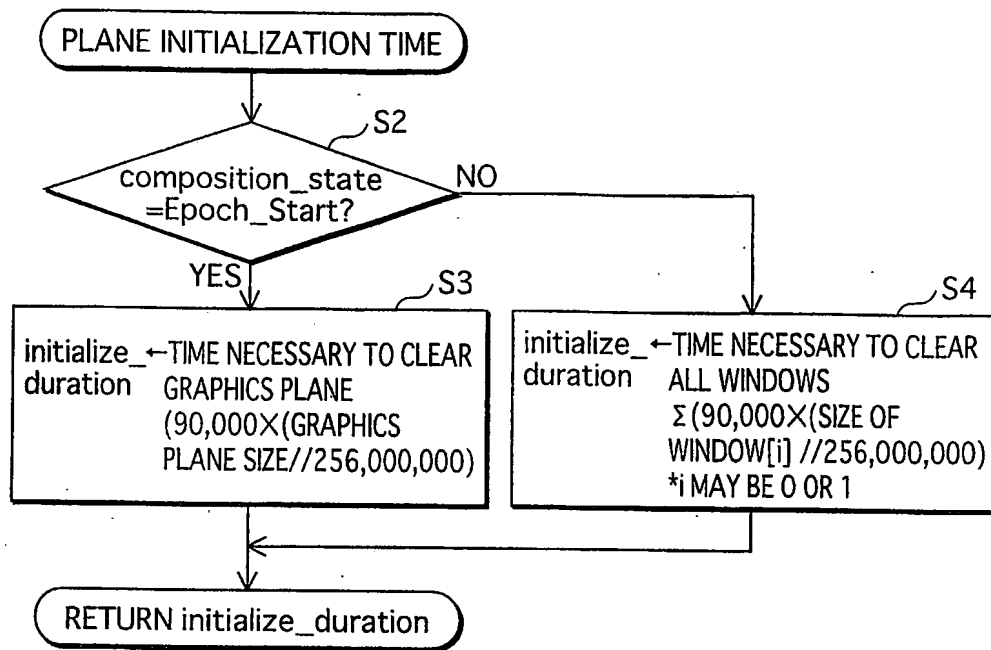 PLANE INITIALIZATION TIME
S2
composition_state
=Epoch_Start?
NO
YES
S3
initialize_ ←TIME NECESSARY TO CLEAR
duration GRAPHICS PLANE
(90,000×(GRAPHICS
PLANE SIZE//256,000,000)
S4
initialize_ ←TIME NECESSARY TO CLEAR
duration ALL WINDOWS
Σ(90,000×(SIZE OF
WINDOW[i] //256,000,000)
*i MAY BE 0 OR 1
RETURN initialize_duration